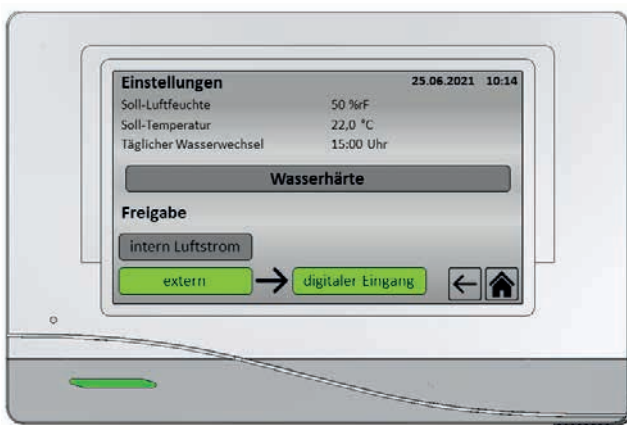 Einstellungen 25.06.2021 10:14
Soll-Luftfeuchte 50 %rF
Soll-Temperatur 22,0 °C
Täglicher Wasserwechsel 15:00 Uhr
Wasserhärte
Freigabe
intern Luftstrom
extern digitaler Eingang